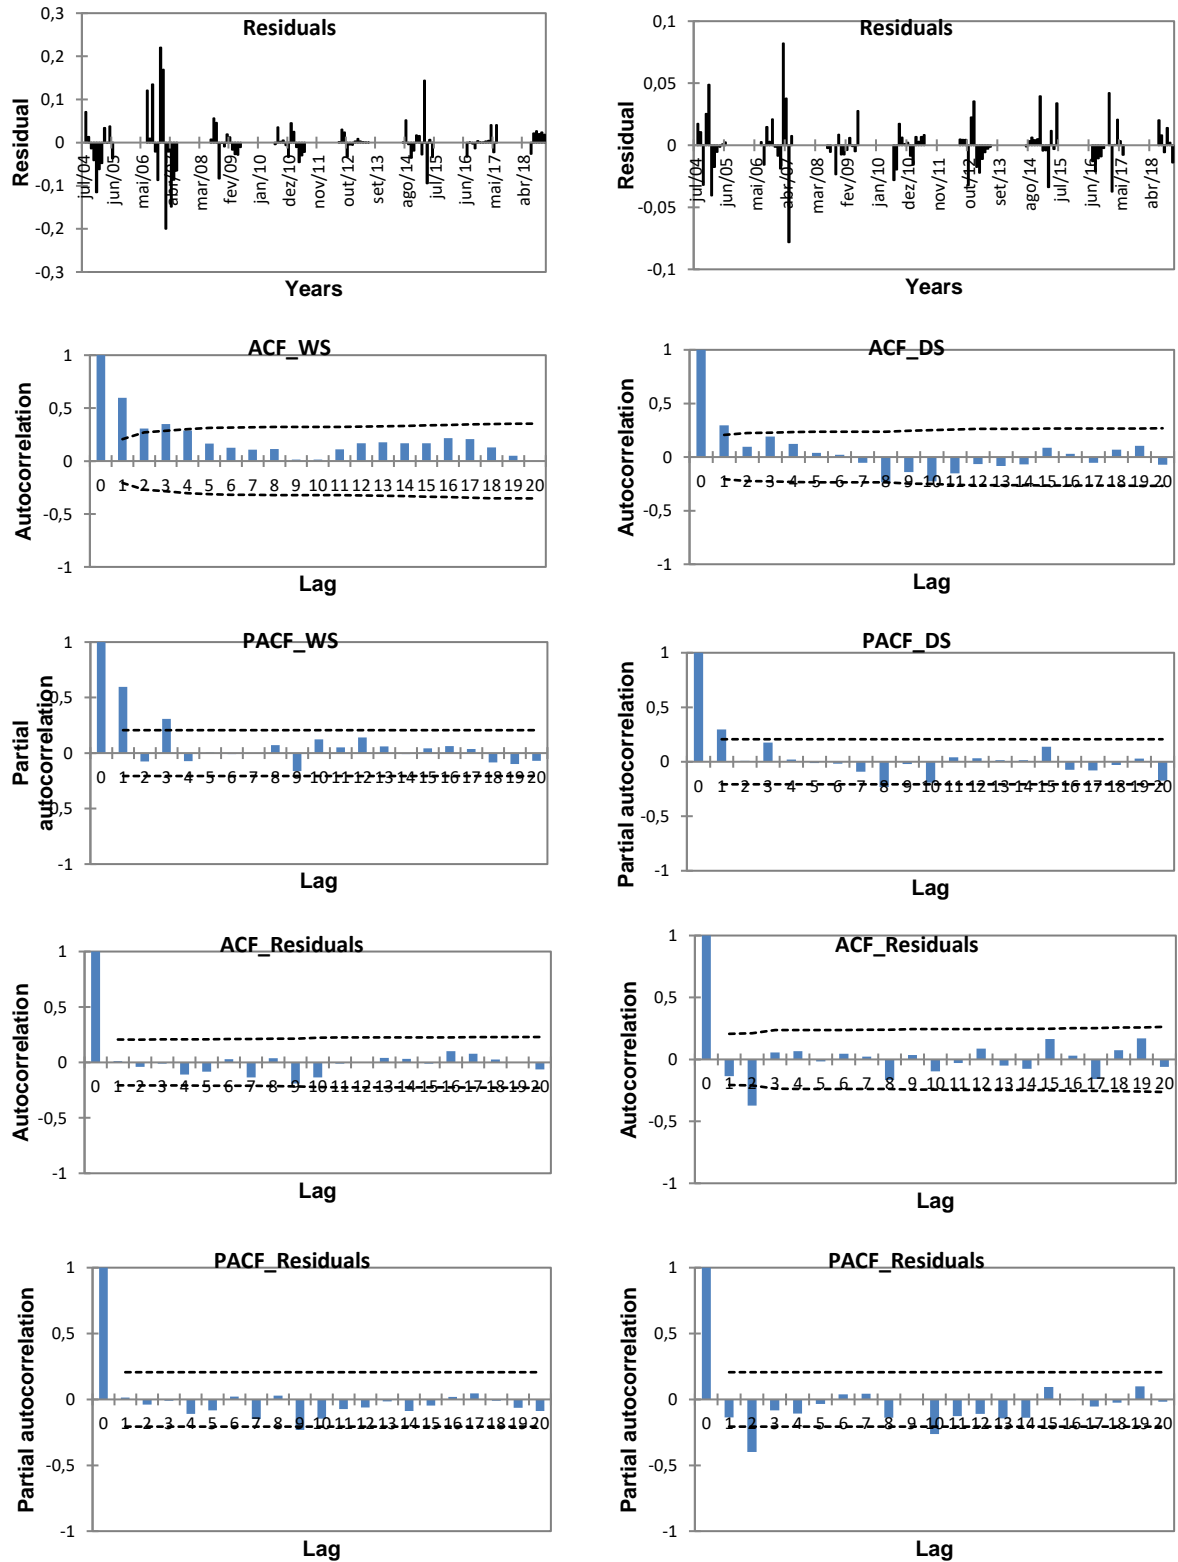 Residuals
0,3
0,2
0,1
0
-0,1
-0,2
-0,3
Residual
jul/04
jun/05
mai/06
abr/07
mar/08
fev/09
jan/10
dez/10
nov/11
out/12
set/13
ago/14
jul/15
jun/16
mai/17
abr/18
Years
Residuals
0,1
0,05
0
-0,05
-0,1
Residual
jul/04
jun/05
mai/06
abr/07
mar/08
fev/09
jan/10
dez/10
nov/11
out/12
set/13
ago/14
jul/15
jun/16
mai/17
abr/18
Years
ACF_WS
1
0,5
0
-0,5
-1
Autocorrelation
0 1 2 3 4 5 6 7 8 9 10 11 12 13 14 15 16 17 18 19 20
Lag
ACF_DS
1
0,5
0
-0,5
-1
Autocorrelation
0 1 2 3 4 5 6 7 8 9 10 11 12 13 14 15 16 17 18 19 20
Lag
PACF_WS
1
0,5
0
-0,5
-1
Partial
autocorrelation
0 1 2 3 4 5 6 7 8 9 10 11 12 13 14 15 16 17 18 19 20
Lag
PACF_DS
1
0,5
0
-0,5
-1
Partial autocorrelation
0 1 2 3 4 5 6 7 8 9 10 11 12 13 14 15 16 17 18 19 20
Lag
ACF_Residuals
1
0,5
0
-0,5
-1
Autocorrelation
0 1 2 3 4 5 6 7 8 9 10 11 12 13 14 15 16 17 18 19 20
Lag
ACF_Residuals
1
0,5
0
-0,5
-1
Autocorrelation
0 1 2 3 4 5 6 7 8 9 10 11 12 13 14 15 16 17 18 19 20
Lag
PACF_Residuals
1
0,5
0
-0,5
-1
Partial autocorrelation
0 1 2 3 4 5 6 7 8 9 10 11 12 13 14 15 16 17 18 19 20
Lag
PACF_Residuals
1
0,5
0
-0,5
-1
Partial autocorrelation
0 1 2 3 4 5 6 7 8 9 10 11 12 13 14 15 16 17 18 19 20
Lag